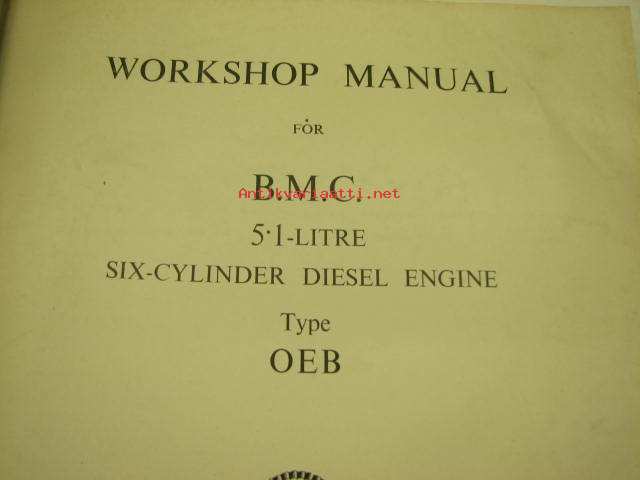 WORKSHOP MANUAL
FOR
B.M.C.
Antikvariaatti.net
5·1-LITRE
SIX-CYLINDER DIESEL ENGINE
Type
OEB